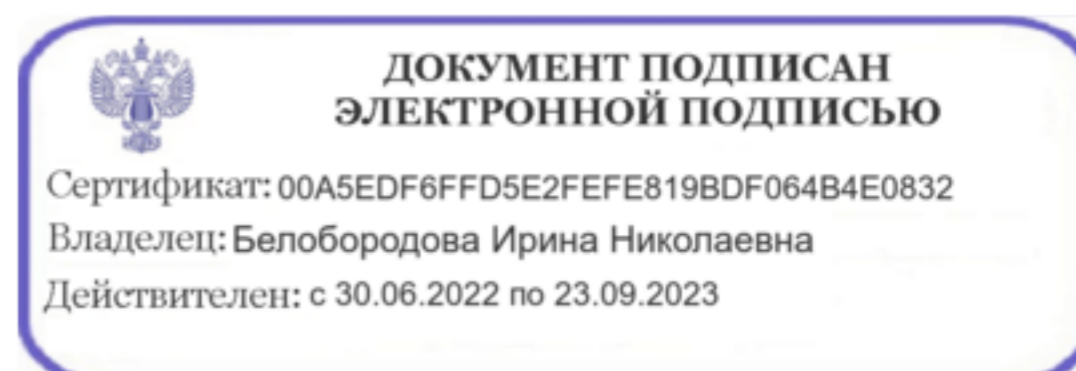 ДОКУМЕНТ ПОДПИСАН
ЭЛЕКТРОННОЙ ПОДПИСЬЮ
Сертификат: 00A5EDF6FFD5E2FEFE819BDF064B4E0832
Владелец: Белобородова Ирина Николаевна
Действителен: с 30.06.2022 по 23.09.2023